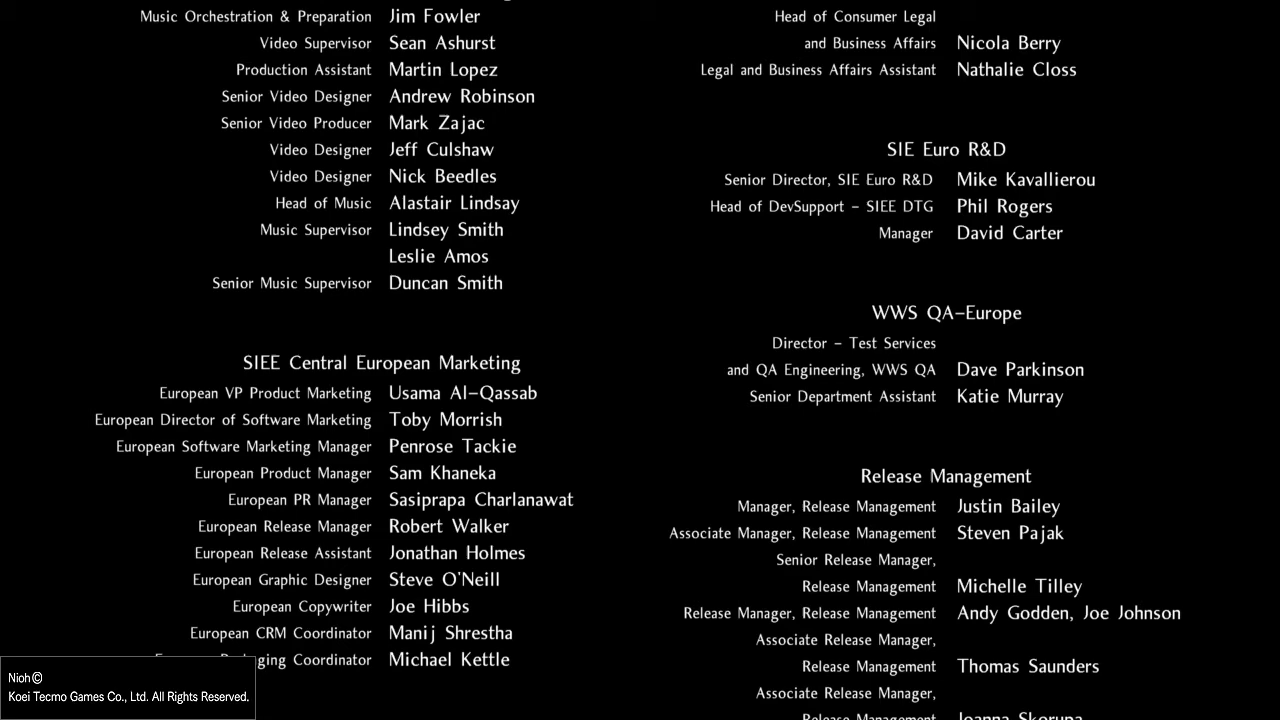 Music Orchestration & Preparation Jim Fowler
Video Supervisor Sean Ashurst
Production Assistant Martin Lopez
Senior Video Designer Andrew Robinson
Senior Video Producer Mark Zajac
Video Designer Jeff Culshaw
Video Designer Nick Beedles
Head of Music Alastair Lindsay
Music Supervisor Lindsey Smith
Leslie Amos
Senior Music Supervisor Duncan Smith
SIEE Central European Marketing
European VP Product Marketing Usama Al-Qassab
European Director of Software Marketing Toby Morrish
European Software Marketing Manager Penrose Tackie
European Product Manager Sam Khaneka
European PR Manager Sasiprapa Charlanawat
European Release Manager Robert Walker
European Release Assistant Jonathan Holmes
European Graphic Designer Steve O'Neill
European Copywriter Joe Hibbs
European CRM Coordinator Manij Shrestha
Coordinator Michael Kettle
Nioh©
Koei Tecmo Games Co., Ltd. All Rights Reserved.
Head of Consumer Legal
and Business Affairs Nicola Berry
Legal and Business Affairs Assistant Nathalie Closs
SIE Euro R&D
Senior Director, SIE Euro R&D Mike Kavallierou
Head of DevSupport - SIEE DTG Phil Rogers
Manager David Carter
WWS QA-Europe
Director - Test Services
and QA Engineering, WWS QA Dave Parkinson
Senior Department Assistant Katie Murray
Release Management
Manager, Release Management Justin Bailey
Associate Manager, Release Management Steven Pajak
Senior Release Manager,
Release Management Michelle Tilley
Release Manager, Release Management Andy Godden, Joe Johnson
Associate Release Manager,
Release Management Thomas Saunders
Associate Release Manager,
Release Management Joanna Skorupa